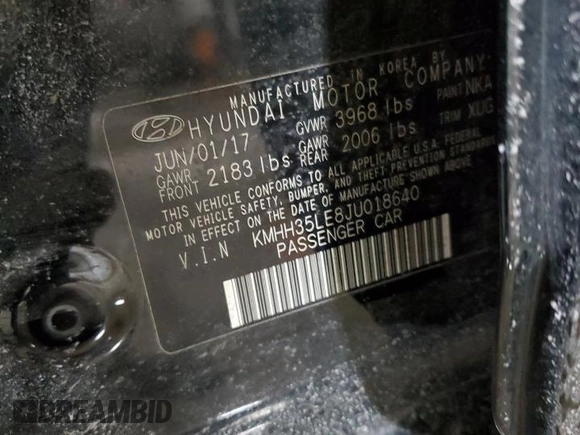 MANUFACTURED IN KOREA BY
HYUNDAI MOTOR COMPANY
JUN/01/17 GVWR 3968 lbs PAINT NKA
GAWR FRONT 2183 lbs GAWR REAR 2006 lbs TRIM XUG
THIS VEHICLE CONFORMS TO ALL APPLICABLE U.S.A. FEDERAL
MOTOR VEHICLE SAFETY, BUMPER, AND THEFT PREVENTION STANDARDS
IN EFFECT ON THE DATE OF MANUFACTURE SHOWN ABOVE.
V.I.N KMHH35LE8JU018640
PASSENGER CAR
DREAMBID